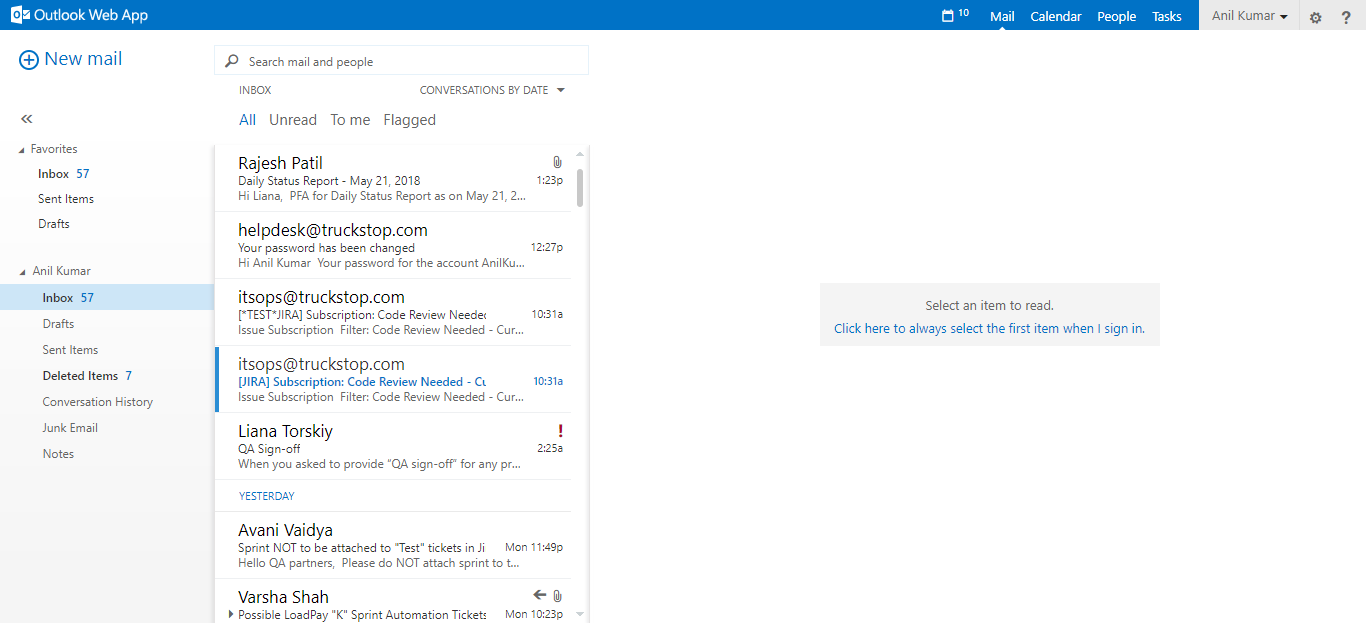 Outlook Web App
10
Mail Calendar People Tasks
Anil Kumar
?
New mail
Search mail and people
INBOX CONVERSATIONS BY DATE
All Unread To me Flagged
Favorites
Inbox 57
Sent Items
Drafts
Anil Kumar
Inbox 57
Drafts
Sent Items
Deleted Items 7
Conversation History
Junk Email
Notes
Rajesh Patil
Daily Status Report - May 21, 2018 1:23p
Hi Liana, PFA for Daily Status Report as on May 21, 2...
helpdesk@truckstop.com
Your password has been changed 12:27p
Hi Anil Kumar Your password for the account AnilKu...
itsops@truckstop.com
[*TEST*JIRA] Subscription: Code Review Needed 10:31a
Issue Subscription Filter: Code Review Needed - Cur...
itsops@truckstop.com
[JIRA] Subscription: Code Review Needed - Cu 10:31a
Issue Subscription Filter: Code Review Needed - Cur...
Liana Torskiy !
QA Sign-off 2:25a
When you asked to provide “QA sign-off” for any pr...
YESTERDAY
Avani Vaidya
Sprint NOT to be attached to "Test" tickets in Ji Mon 11:49p
Hello QA partners, Please do NOT attach sprint to t...
Varsha Shah
Possible LoadPay "K" Sprint Automation Tickets Mon 10:23p
Select an item to read.
Click here to always select the first item when I sign in.